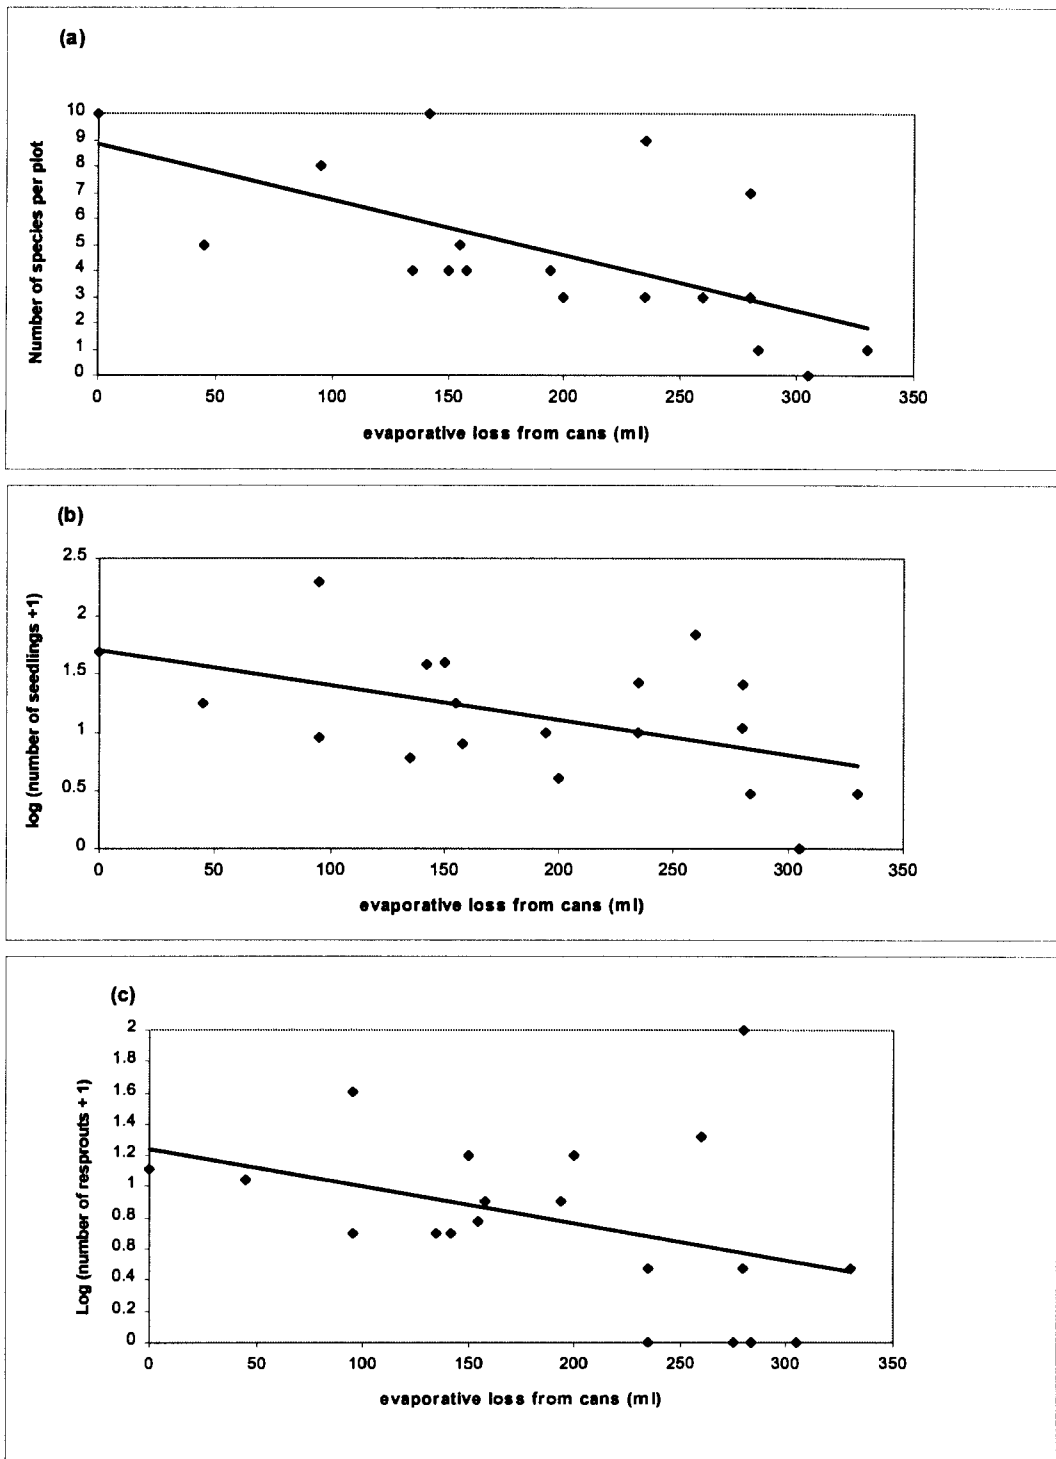 (a)
Number of species per plot
10
9
8
7
6
5
4
3
2
1
0
0 50 100 150 200 250 300 350
evaporative loss from cans (ml)
(b)
log (number of seedlings +1)
2.5
2
1.5
1
0.5
0
0 50 100 150 200 250 300 350
evaporative loss from cans (ml)
(c)
Log (number of resprouts + 1)
2
1.8
1.6
1.4
1.2
1
0.8
0.6
0.4
0.2
0
0 50 100 150 200 250 300 350
evaporative loss from cans (ml)